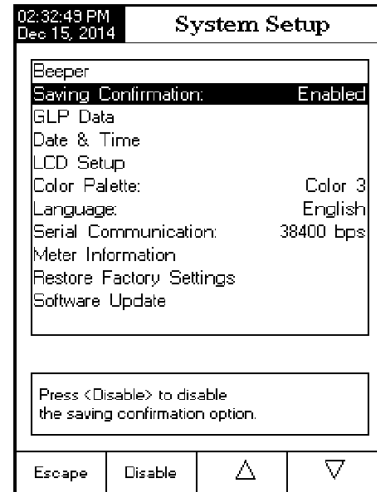 02:32:49 PM
Dec 15, 2014
System Setup
Beeper
Saving Confirmation: Enabled
GLP Data
Date & Time
LCD Setup
Color Palette: Color 3
Language: English
Serial Communication: 38400 bps
Meter Information
Restore Factory Settings
Software Update
Press <Disable> to disable
the saving confirmation option.
Escape Disable △ ▽